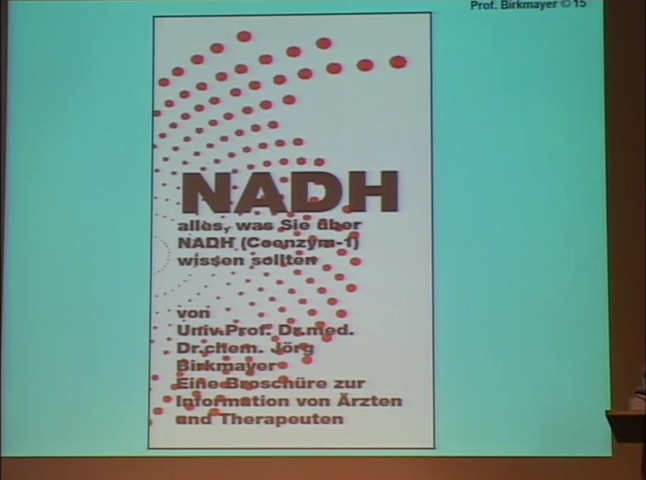 Prof. Birkmayer © 15
NADH
alles, was Sie über
NADH (Coenzym-1)
wissen sollten
von
Univ.Prof. Dr.med.
Dr.chem. Jörg
Birkmayer
Eine Broschüre zur
Information von Ärzten
und Therapeuten